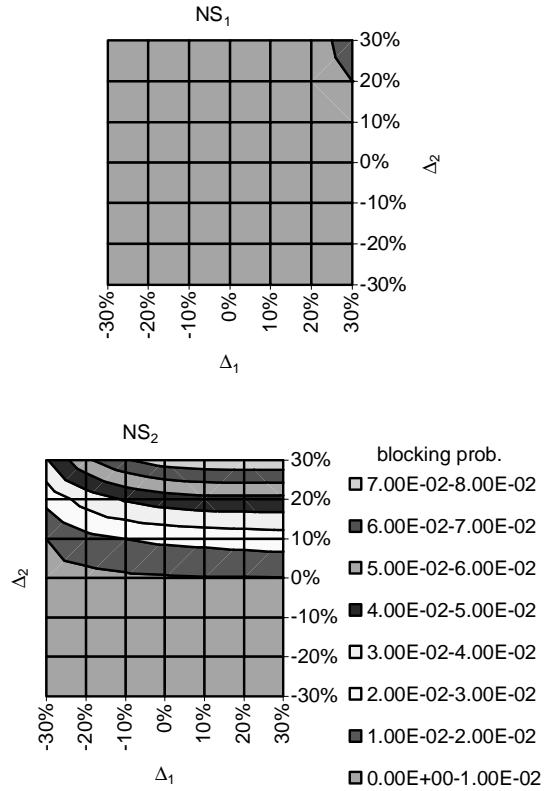 NS₁
30%
20%
10%
0%
-10%
-20%
-30%
Δ₂
-30%
-20%
-10%
0%
10%
20%
30%
Δ₁
NS₂
30%
20%
10%
0%
-10%
-20%
-30%
Δ₂
-30%
-20%
-10%
0%
10%
20%
30%
Δ₁
blocking prob.
7.00E-02-8.00E-02
6.00E-02-7.00E-02
5.00E-02-6.00E-02
4.00E-02-5.00E-02
3.00E-02-4.00E-02
2.00E-02-3.00E-02
1.00E-02-2.00E-02
0.00E+00-1.00E-02